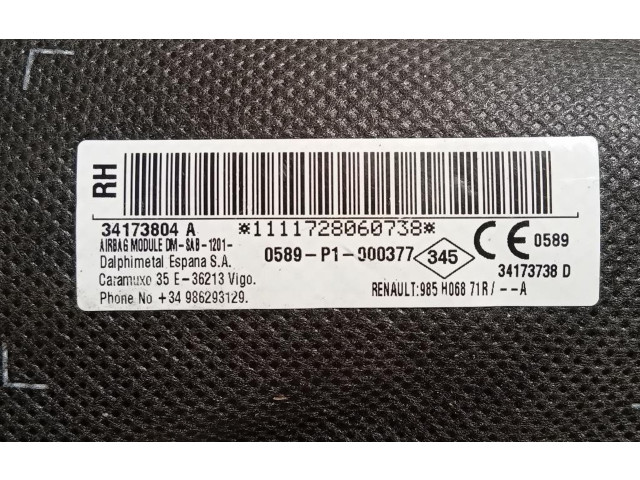 RH
34173804 A *1111728060738*
AIRBAG MODULE DM-SAB-1201-
Dalphimetal Espana S.A. 0589-P1-000377 345 CE 0589
Caramuxo 35 E-36213 Vigo. 34173738 D
Phone No +34 986293129. RENAULT:985 H068 71R/--A